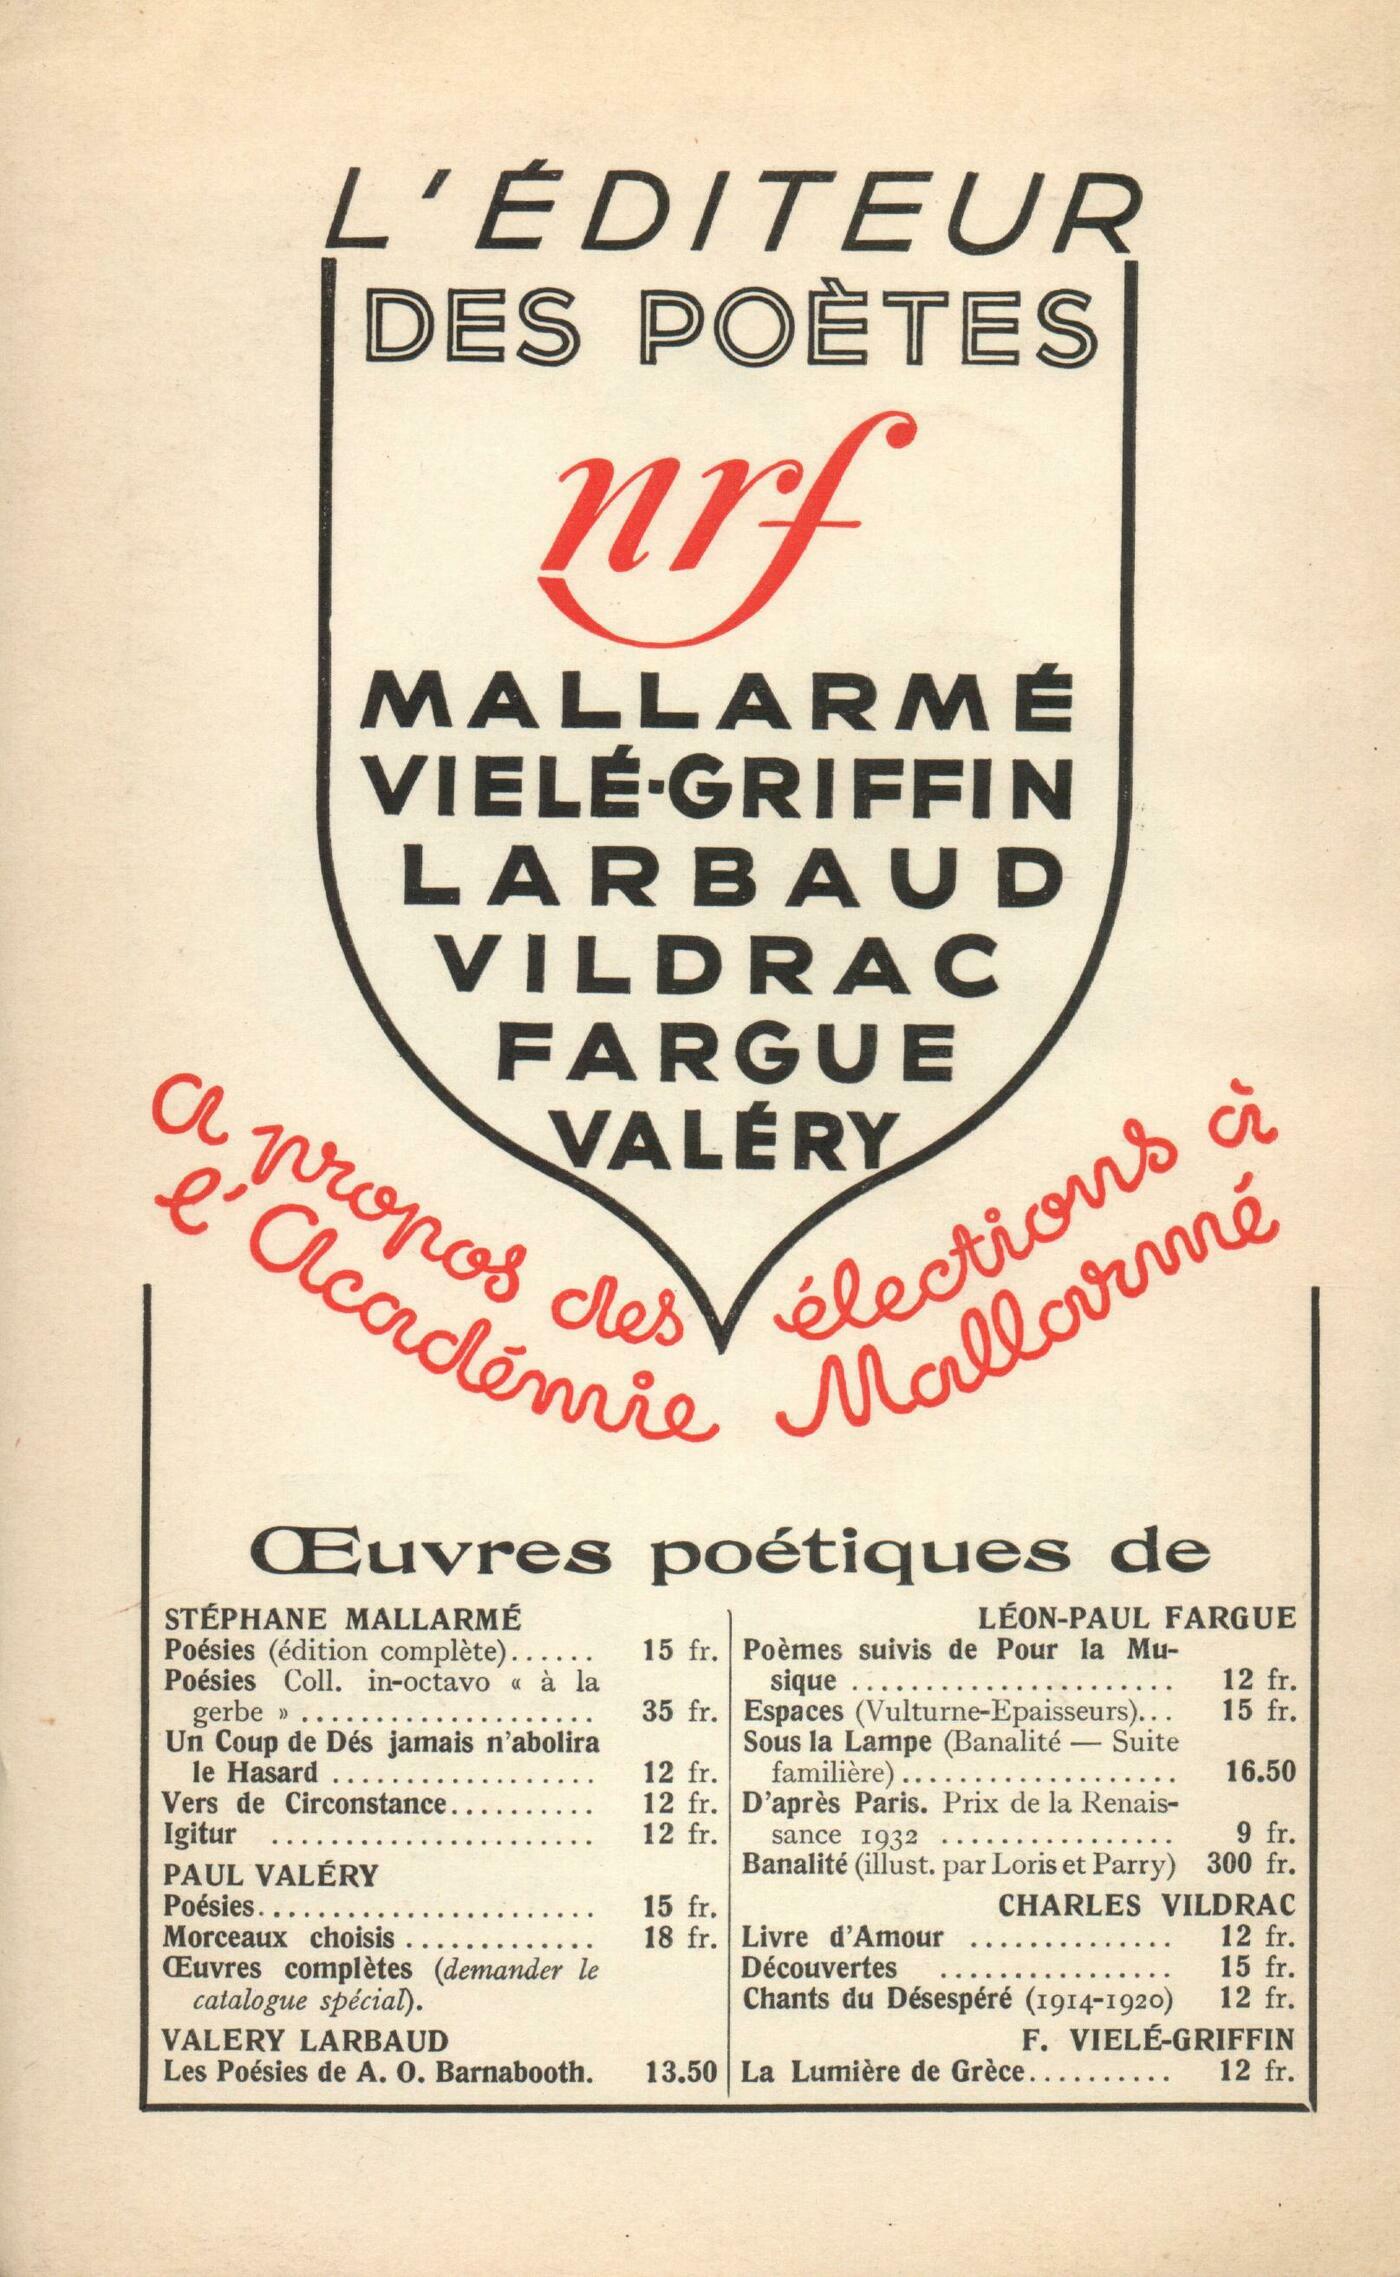 L'ÉDITEUR
DES POÈTES
nrf
MALLARMÉ
VIELÉ-GRIFFIN
LARBAUD
VILDRAC
FARGUE
VALÉRY
a propos des élections à
l'Académie Mallarmé
Œuvres poétiques de
STÉPHANE MALLARMÉ
Poésies (édition complète)...... 15 fr.
Poésies Coll. in-octavo « à la
gerbe » ................... 35 fr.
Un Coup de Dés jamais n'abolira
le Hasard .................. 12 fr.
Vers de Circonstance.......... 12 fr.
Igitur ...................... 12 fr.
PAUL VALÉRY
Poésies....................... 15 fr.
Morceaux choisis ............. 18 fr.
Œuvres complètes (demander le
catalogue spécial).
VALERY LARBAUD
Les Poésies de A. O. Barnabooth. 13.50
LÉON-PAUL FARGUE
Poèmes suivis de Pour la Mu-
sique ...................... 12 fr.
Espaces (Vulturne-Epaisseurs)... 15 fr.
Sous la Lampe (Banalité — Suite
familière)................... 16.50
D'après Paris. Prix de la Renais-
sance 1932 ................ 9 fr.
Banalité (illust. par Loris et Parry) 300 fr.
CHARLES VILDRAC
Livre d'Amour .............. 12 fr.
Découvertes ................ 15 fr.
Chants du Désespéré (1914-1920) 12 fr.
F. VIELÉ-GRIFFIN
La Lumière de Grèce.......... 12 fr.